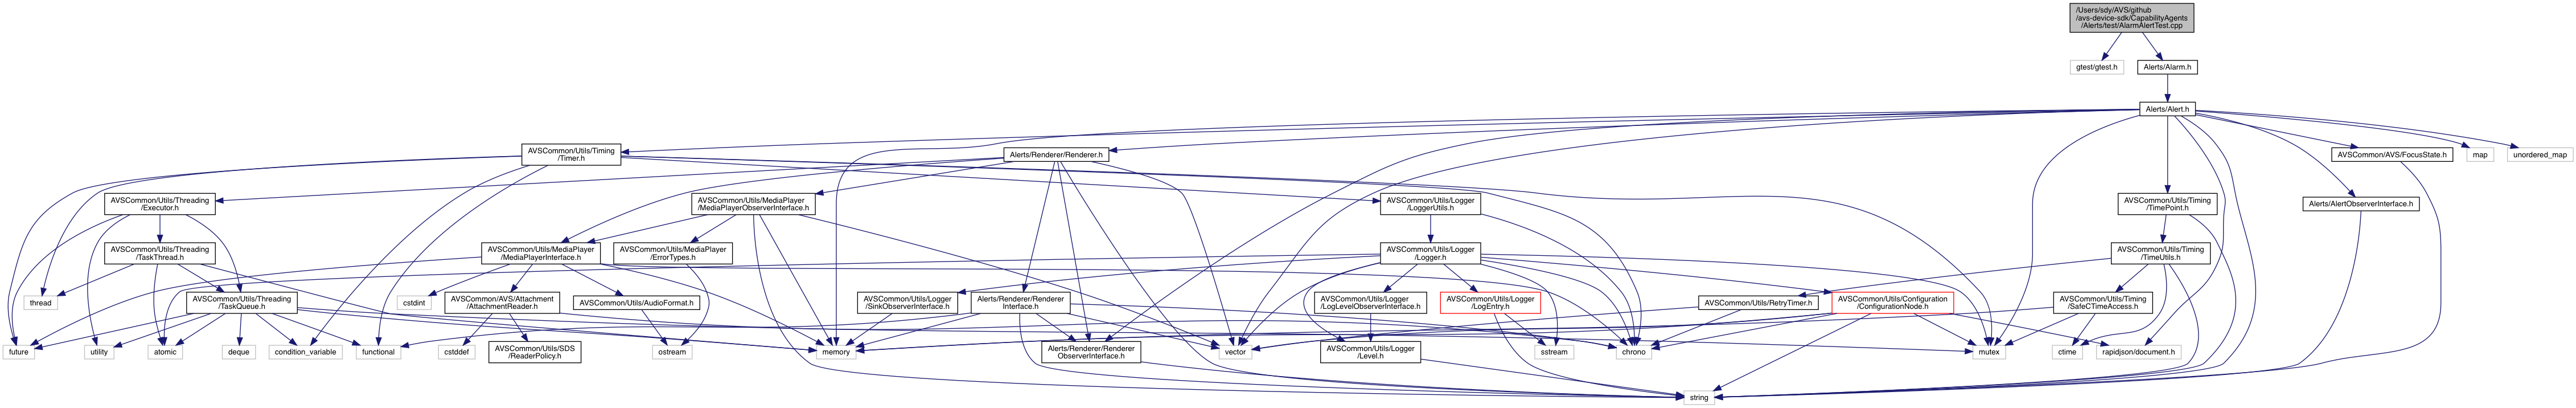 /Users/sdy/AVS/github
/avs-device-sdk/CapabilityAgents
/Alerts/test/AlarmAlertTest.cpp
gtest/gtest.h
Alerts/Alarm.h
Alerts/Alert.h
AVSCommon/Utils/Timing
/Timer.h
Alerts/Renderer/Renderer.h
AVSCommon/AVS/FocusState.h
map
unordered_map
AVSCommon/Utils/Threading
/Executor.h
AVSCommon/Utils/MediaPlayer
/MediaPlayerObserverInterface.h
AVSCommon/Utils/Logger
/LoggerUtils.h
AVSCommon/Utils/Timing
/TimePoint.h
Alerts/AlertObserverInterface.h
AVSCommon/Utils/Threading
/TaskThread.h
AVSCommon/Utils/MediaPlayer
/MediaPlayerInterface.h
AVSCommon/Utils/MediaPlayer
/ErrorTypes.h
AVSCommon/Utils/Logger
/Logger.h
AVSCommon/Utils/Timing
/TimeUtils.h
thread
AVSCommon/Utils/Threading
/TaskQueue.h
cstdint
AVSCommon/AVS/Attachment
/AttachmentReader.h
AVSCommon/Utils/AudioFormat.h
AVSCommon/Utils/Logger
/SinkObserverInterface.h
Alerts/Renderer/Renderer
Interface.h
AVSCommon/Utils/Logger
/LogLevelObserverInterface.h
AVSCommon/Utils/Logger
/LogEntry.h
AVSCommon/Utils/RetryTimer.h
AVSCommon/Utils/Configuration
/ConfigurationNode.h
AVSCommon/Utils/Timing
/SafeCTimeAccess.h
future
utility
atomic
deque
condition_variable
functional
cstddef
AVSCommon/Utils/SDS
/ReaderPolicy.h
ostream
memory
Alerts/Renderer/Renderer
ObserverInterface.h
vector
AVSCommon/Utils/Logger
/Level.h
sstream
chrono
mutex
ctime
rapidjson/document.h
string